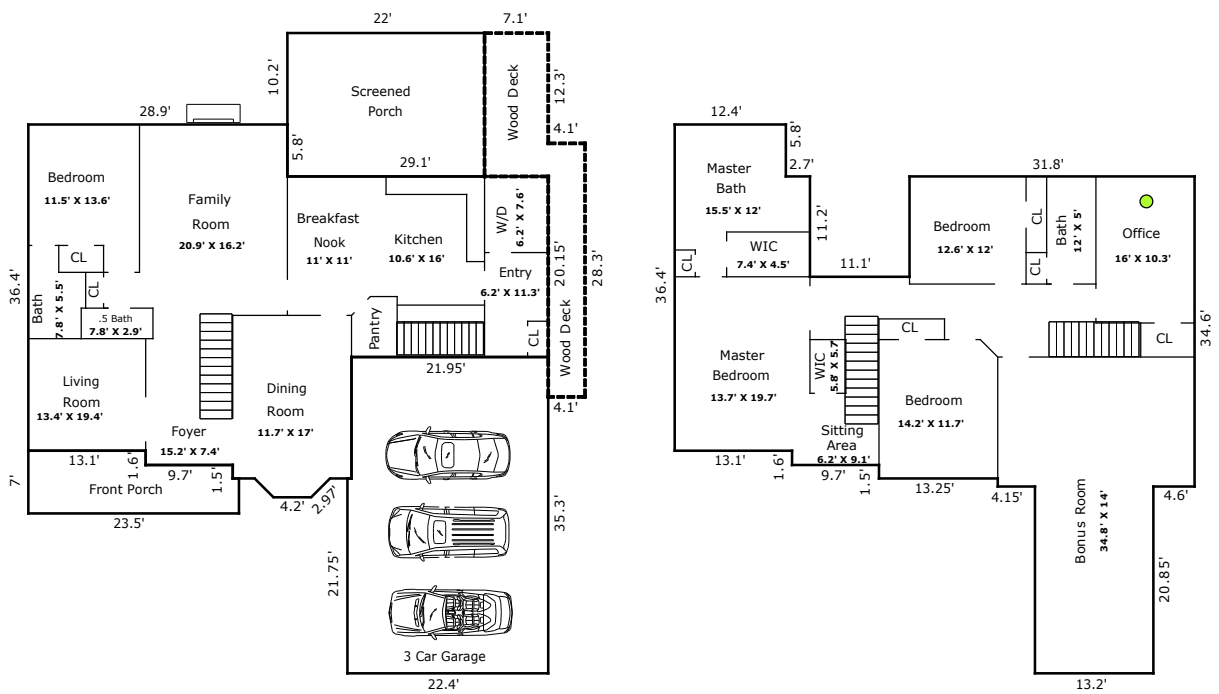 22'
7.1'
10.2'
Screened
Porch
Wood Deck
12.3'
28.9'
5.8'
29.1'
4.1'
Bedroom
11.5' X 13.6'
Family
Room
20.9' X 16.2'
Breakfast
Nook
11' X 11'
Kitchen
10.6' X 16'
W/D
6.2' X 7.6'
Entry
6.2' X 11.3'
20.15'
28.3'
Wood Deck
36.4'
CL
CL
Bath
7.8' X 5.5'
.5 Bath
7.8' X 2.9'
Pantry
CL
21.95'
4.1'
Living
Room
13.4' X 19.4'
Dining
Room
11.7' X 17'
Foyer
15.2' X 7.4'
13.1'
1.6'
9.7'
1.5'
7'
Front Porch
4.2'
2.97'
23.5'
35.3'
21.75'
3 Car Garage
22.4'
12.4'
5.8'
2.7'
31.8'
Master
Bath
15.5' X 12'
11.2'
WIC
7.4' X 4.5'
CL
11.1'
Bedroom
12.6' X 12'
CL
CL
Bath
12' X 5'
Office
16' X 10.3'
36.4'
34.6'
CL
CL
Master
Bedroom
13.7' X 19.7'
WIC
5.8' X 5.7'
Bedroom
14.2' X 11.7'
Sitting
Area
6.2' X 9.1'
13.1'
1.6'
9.7'
1.5'
13.25'
4.15'
4.6'
Bonus Room
34.8' X 14'
20.85'
13.2'